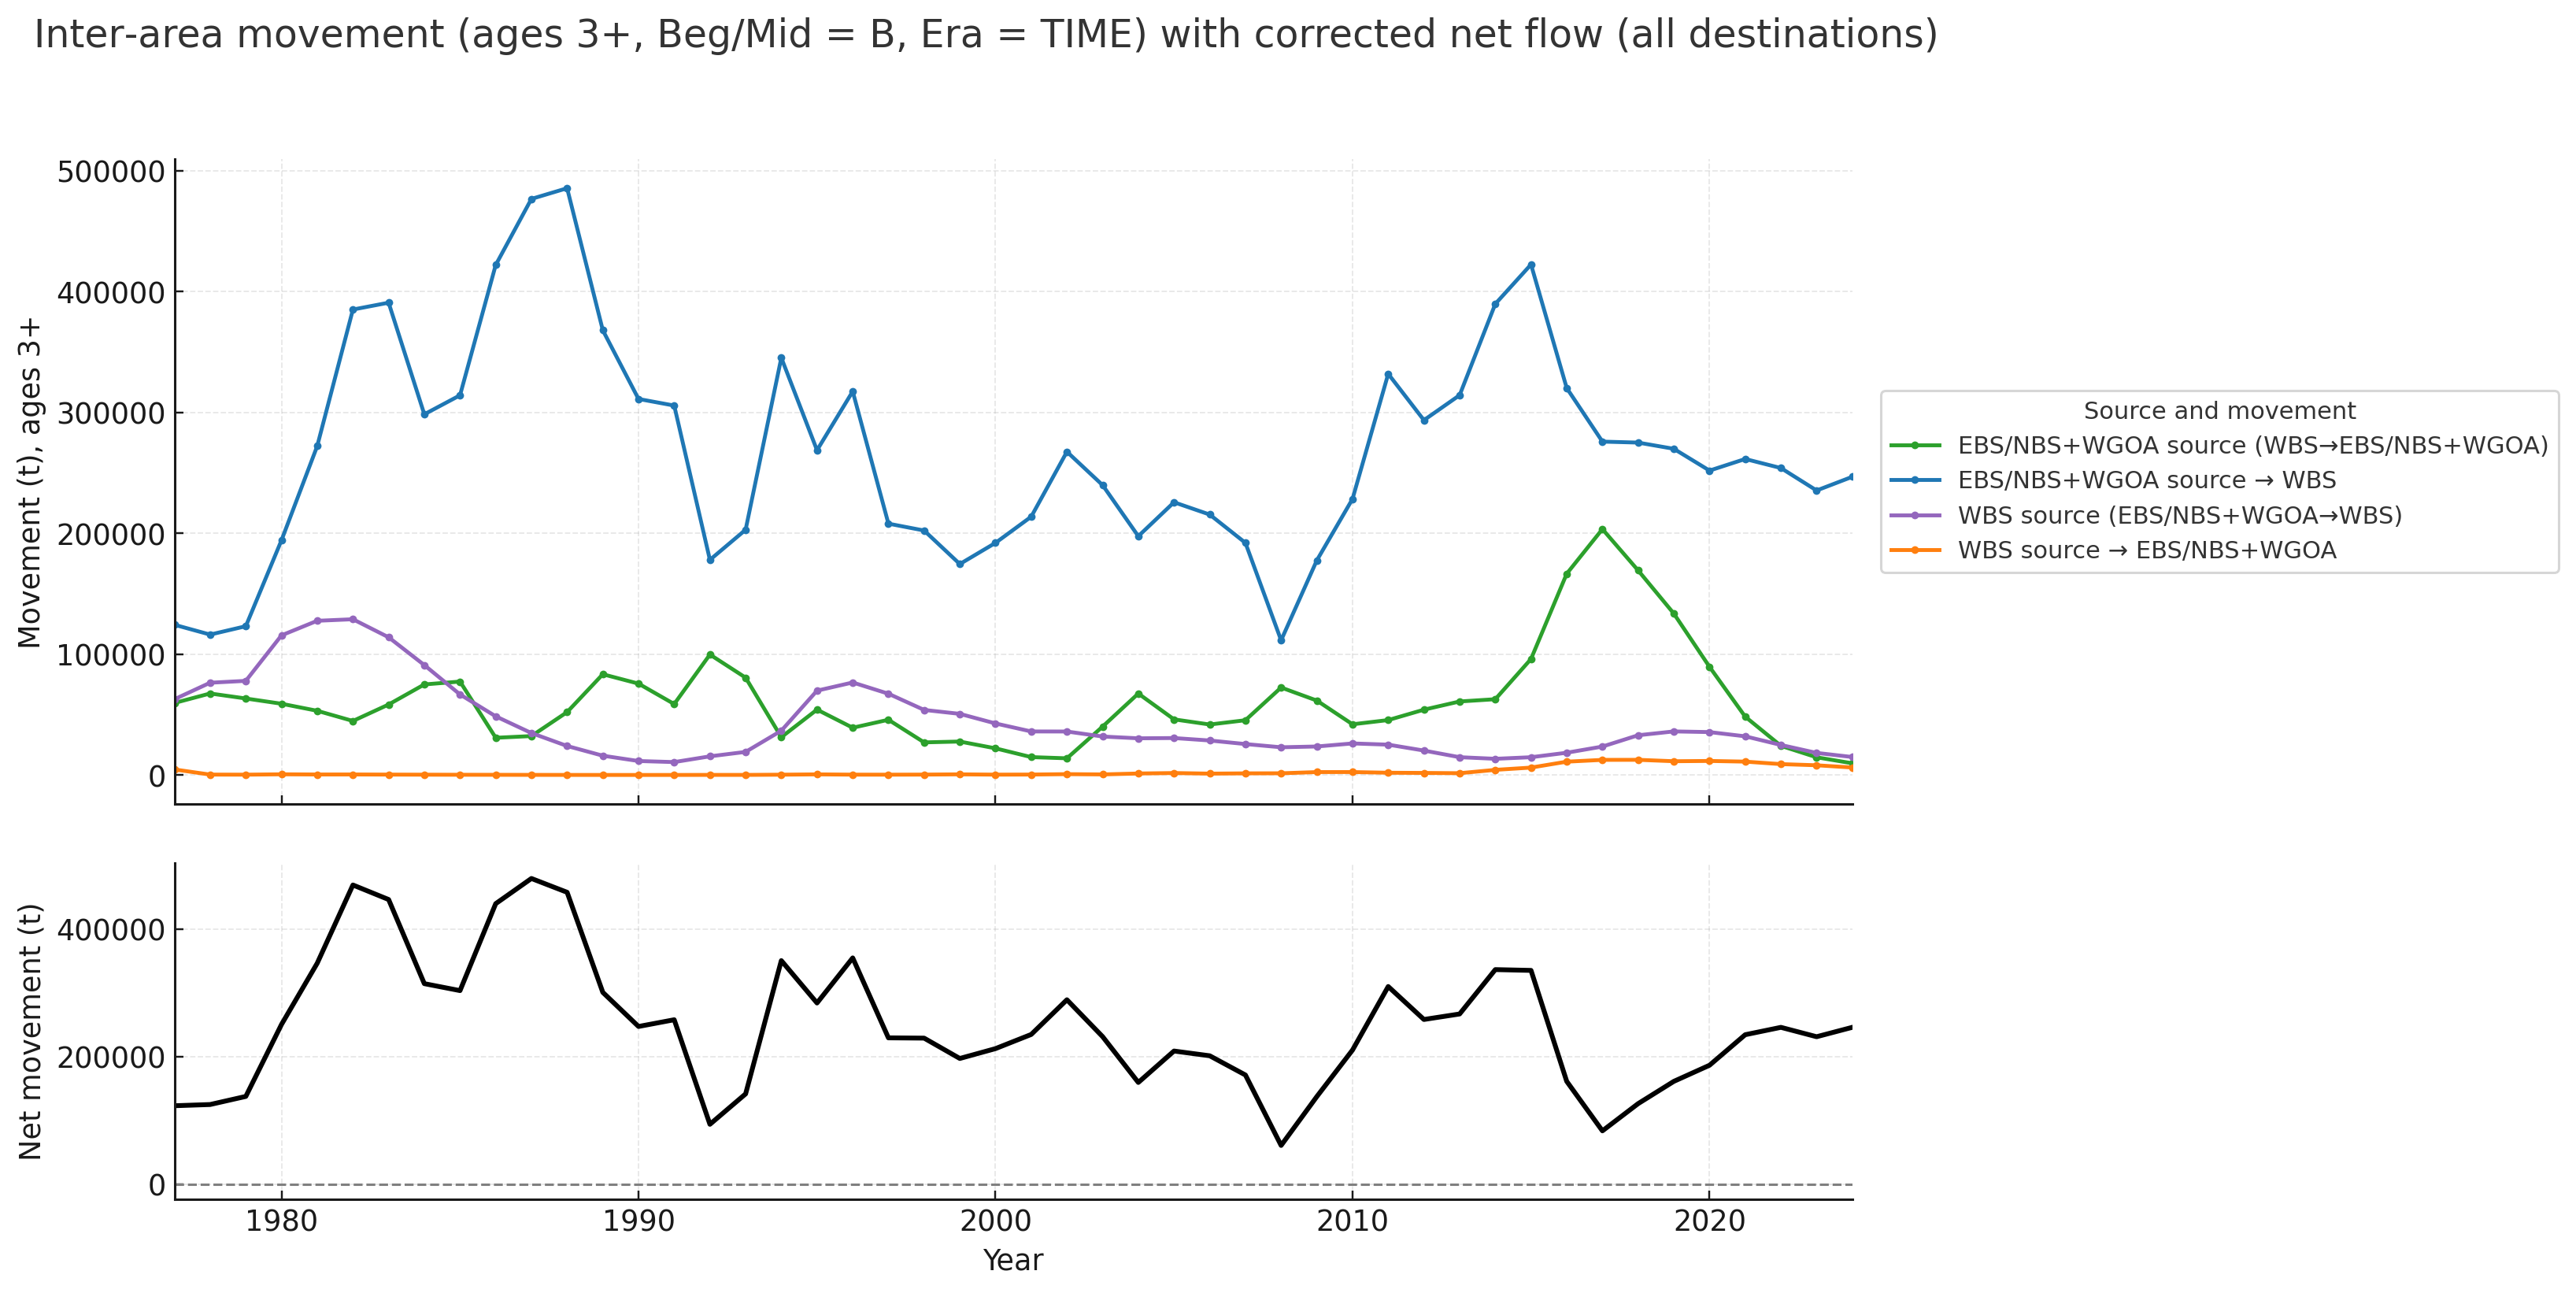 Inter-area movement (ages 3+, Beg/Mid = B, Era = TIME) with corrected net flow (all destinations)
500000
400000
300000
200000
100000
0
Movement (t), ages 3+
Source and movement
EBS/NBS+WGOA source (WBS→EBS/NBS+WGOA)
EBS/NBS+WGOA source → WBS
WBS source (EBS/NBS+WGOA→WBS)
WBS source → EBS/NBS+WGOA
400000
200000
0
Net movement (t)
1980
1990
2000
2010
2020
Year